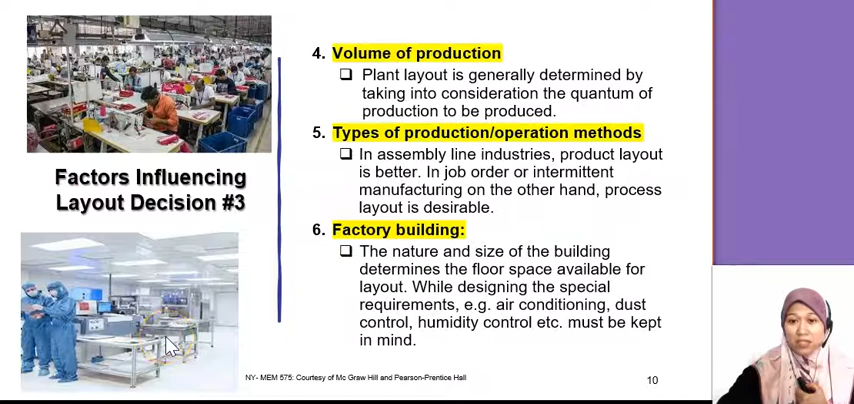 Factors Influencing
Layout Decision #3
4. Volume of production
❑ Plant layout is generally determined by
taking into consideration the quantum of
production to be produced.
5. Types of production/operation methods
❑ In assembly line industries, product layout
is better. In job order or intermittent
manufacturing on the other hand, process
layout is desirable.
6. Factory building:
❑ The nature and size of the building
determines the floor space available for
layout. While designing the special
requirements, e.g. air conditioning, dust
control, humidity control etc. must be kept
in mind.
NY- MEM 575: Courtesy of Mc Graw Hill and Pearson-Prentice Hall
10